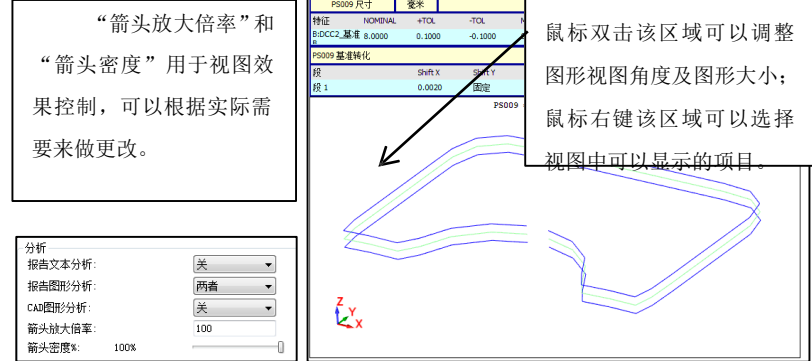 “箭头放大倍率”和
“箭头密度”用于视图效
果控制，可以根据实际需
要来做更改。
分析
报告文本分析: 关
报告图形分析: 两者
CAD图形分析: 关
箭头放大倍率: 100
箭头密度%: 100%
PS009 尺寸 毫米
特征 NOMINAL +TOL -TOL
B:DCC2_基准 8.0000 0.1000 -0.1000
PS009 基准转化
段 Shift X Shift Y
段 1 0.0020 固定
PS009
Z
Y
X
鼠标双击该区域可以调整
图形视图角度及图形大小；
鼠标右键该区域可以选择
视图中可以显示的项目。